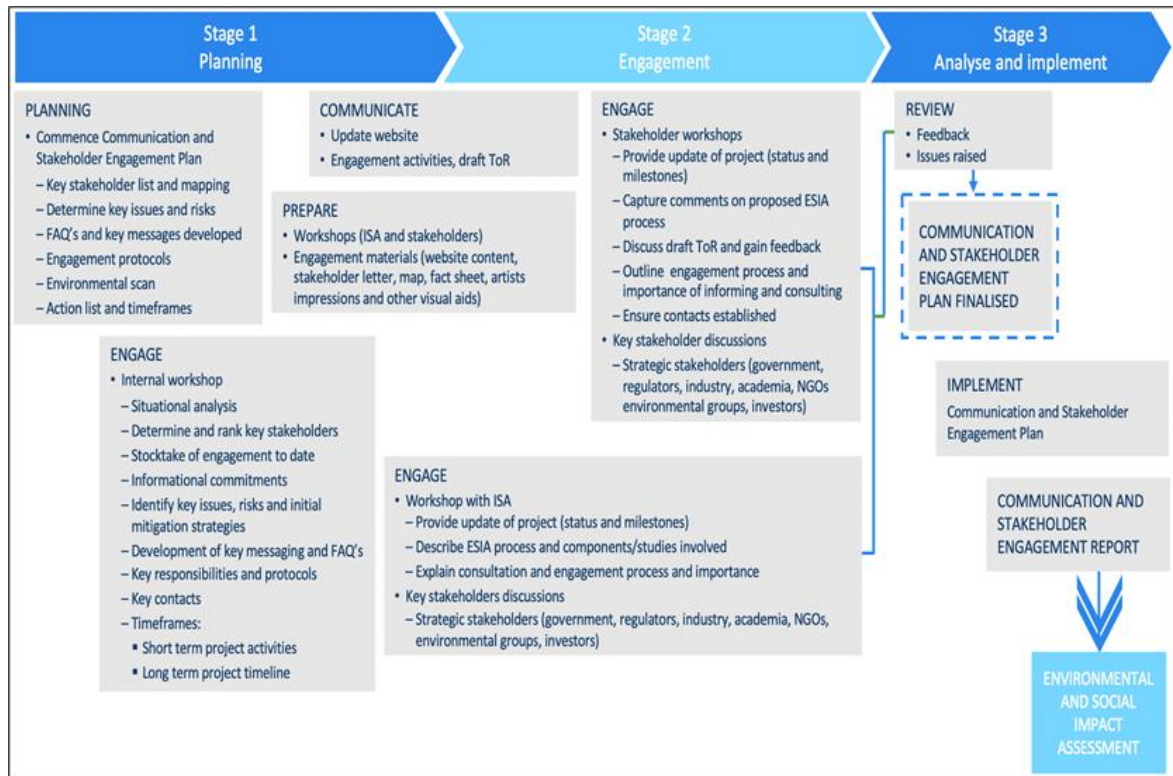 Stage 1
Planning
Stage 2
Engagement
Stage 3
Analyse and implement
PLANNING
• Commence Communication and
Stakeholder Engagement Plan
– Key stakeholder list and mapping
– Determine key issues and risks
– FAQ's and key messages developed
– Engagement protocols
– Environmental scan
– Action list and timeframes
COMMUNICATE
• Update website
• Engagement activities, draft ToR
PREPARE
• Workshops (ISA and stakeholders)
• Engagement materials (website content,
stakeholder letter, map, fact sheet, artists
impressions and other visual aids)
ENGAGE
• Internal workshop
– Situational analysis
– Determine and rank key stakeholders
– Stocktake of engagement to date
– Informational commitments
– Identify key issues, risks and initial
mitigation strategies
– Development of key messaging and FAQ's
– Key responsibilities and protocols
– Key contacts
– Timeframes:
▪ Short term project activities
▪ Long term project timeline
ENGAGE
• Stakeholder workshops
– Provide update of project (status and
milestones)
– Capture comments on proposed ESIA
process
– Discuss draft ToR and gain feedback
– Outline engagement process and
importance of informing and consulting
– Ensure contacts established
• Key stakeholder discussions
– Strategic stakeholders (government,
regulators, industry, academia, NGOs
environmental groups, investors)
ENGAGE
• Workshop with ISA
– Provide update of project (status and milestones)
– Describe ESIA process and components/studies involved
– Explain consultation and engagement process and importance
• Key stakeholders discussions
– Strategic stakeholders (government, regulators, industry, academia, NGOs,
environmental groups, investors)
REVIEW
• Feedback
• Issues raised
COMMUNICATION
AND STAKEHOLDER
ENGAGEMENT
PLAN FINALISED
IMPLEMENT
Communication and Stakeholder
Engagement Plan
COMMUNICATION AND
STAKEHOLDER
ENGAGEMENT REPORT
ENVIRONMENTAL
AND SOCIAL
IMPACT
ASSESSMENT